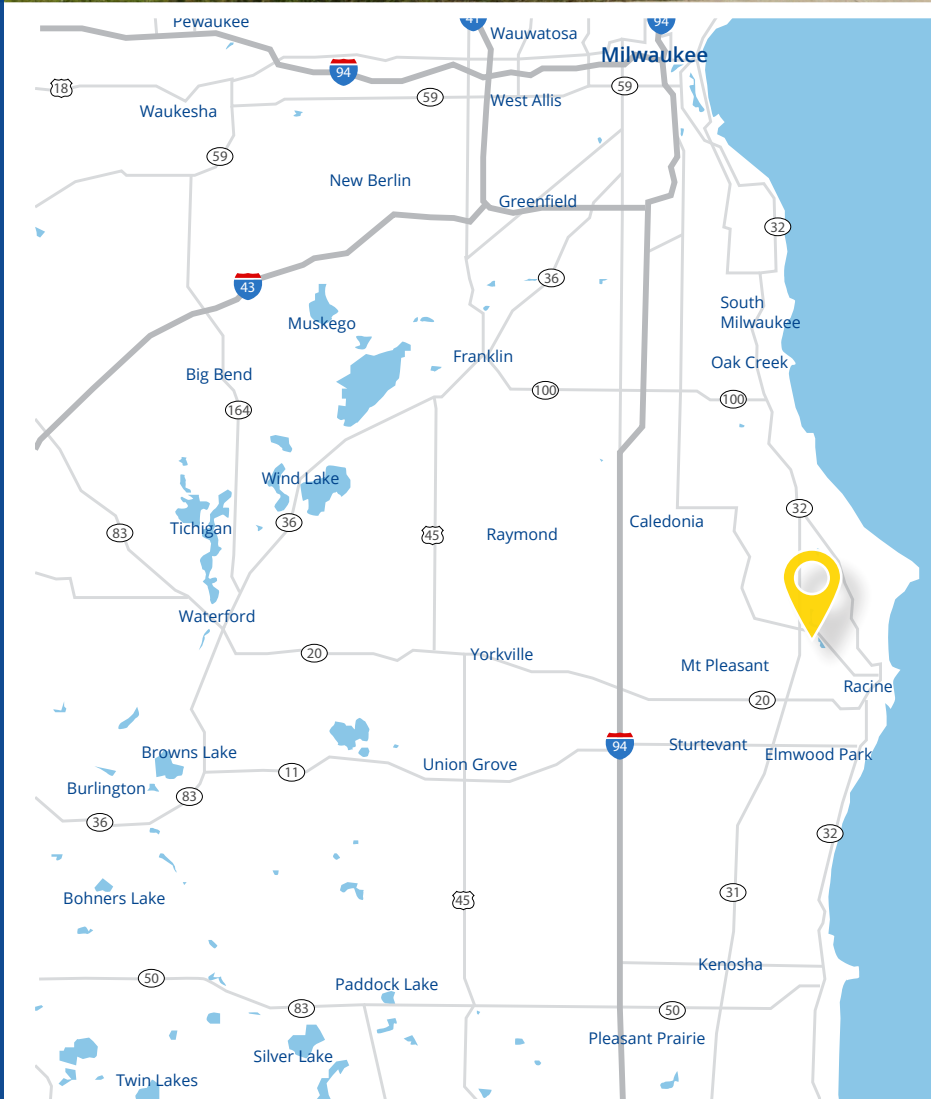 Pewaukee
41
94
Wauwatosa
Milwaukee
94
18
59
59
West Allis
Waukesha
59
New Berlin
Greenfield
32
36
43
South
Milwaukee
Muskego
Franklin
Oak Creek
Big Bend
100
100
164
Wind Lake
32
36
Caledonia
Tichigan
83
45
Raymond
Waterford
20
Yorkville
Mt Pleasant
Racine
20
94
Sturtevant
Elmwood Park
Browns Lake
Union Grove
11
Burlington
83
36
32
31
Bohners Lake
45
Kenosha
50
Paddock Lake
83
50
Pleasant Prairie
Silver Lake
Twin Lakes